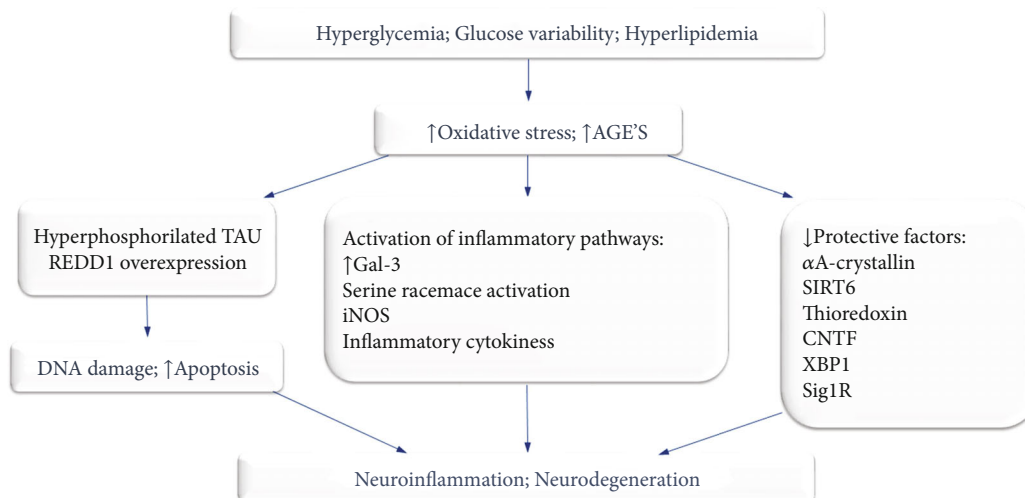 Hyperglycemia; Glucose variability; Hyperlipidemia
↑Oxidative stress; ↑AGE'S
Hyperphosphorilated TAU
REDD1 overexpression
DNA damage; ↑Apoptosis
Activation of inflammatory pathways:
↑Gal-3
Serine racemace activation
iNOS
Inflammatory cytokiness
↓Protective factors:
αA-crystallin
SIRT6
Thioredoxin
CNTF
XBP1
Sig1R
Neuroinflammation; Neurodegeneration